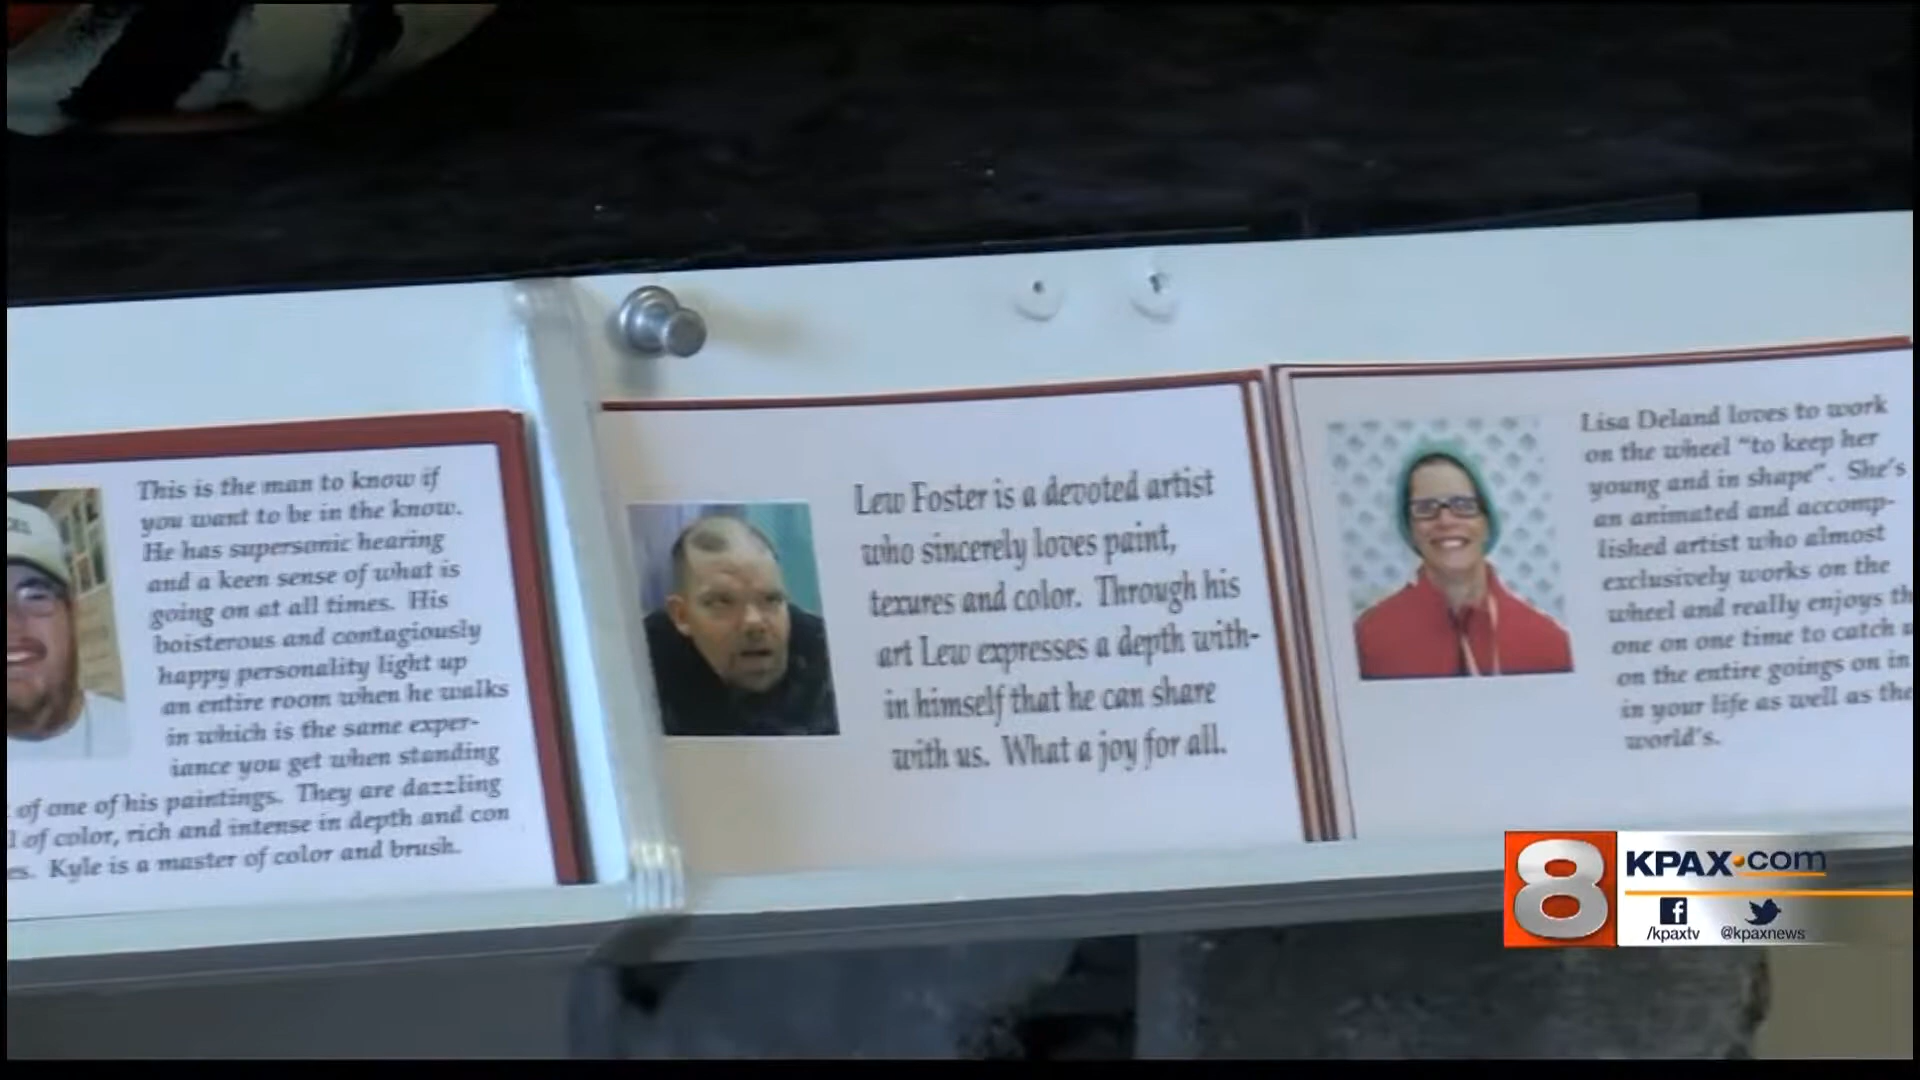 CES
This is the man to know if
you want to be in the know.
He has supersonic hearing
and a keen sense of what is
going on at all times. His
boisterous and contagiously
happy personality light up
an entire room when he walks
in which is the same exper-
iance you get when standing
of one of his paintings. They are dazzling
l of color, rich and intense in depth and con
es. Kyle is a master of color and brush.
Lew Foster is a devoted artist
who sincerely loves paint,
texures and color. Through his
art Lew expresses a depth with-
in himself that he can share
with us. What a joy for all.
Lisa Deland loves to work
on the wheel "to keep her
young and in shape". She's
an animated and accomp-
lished artist who almost
exclusively works on the
wheel and really enjoys th
one on one time to catch u
on the entire goings on in
in your life as well as the
world's.
8 KPAX.com
/kpaxtv @kpaxnews